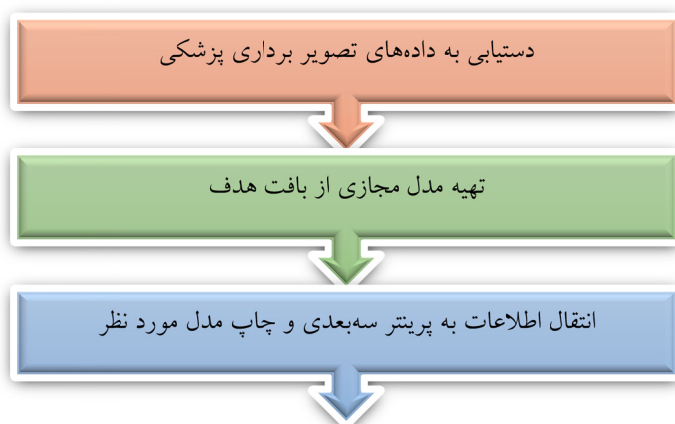 دستیابی به داده‌های تصویر برداری پزشکی
تهیه مدل مجازی از بافت هدف
انتقال اطلاعات به پرینتر سه‌بعدی و چاپ مدل مورد نظر